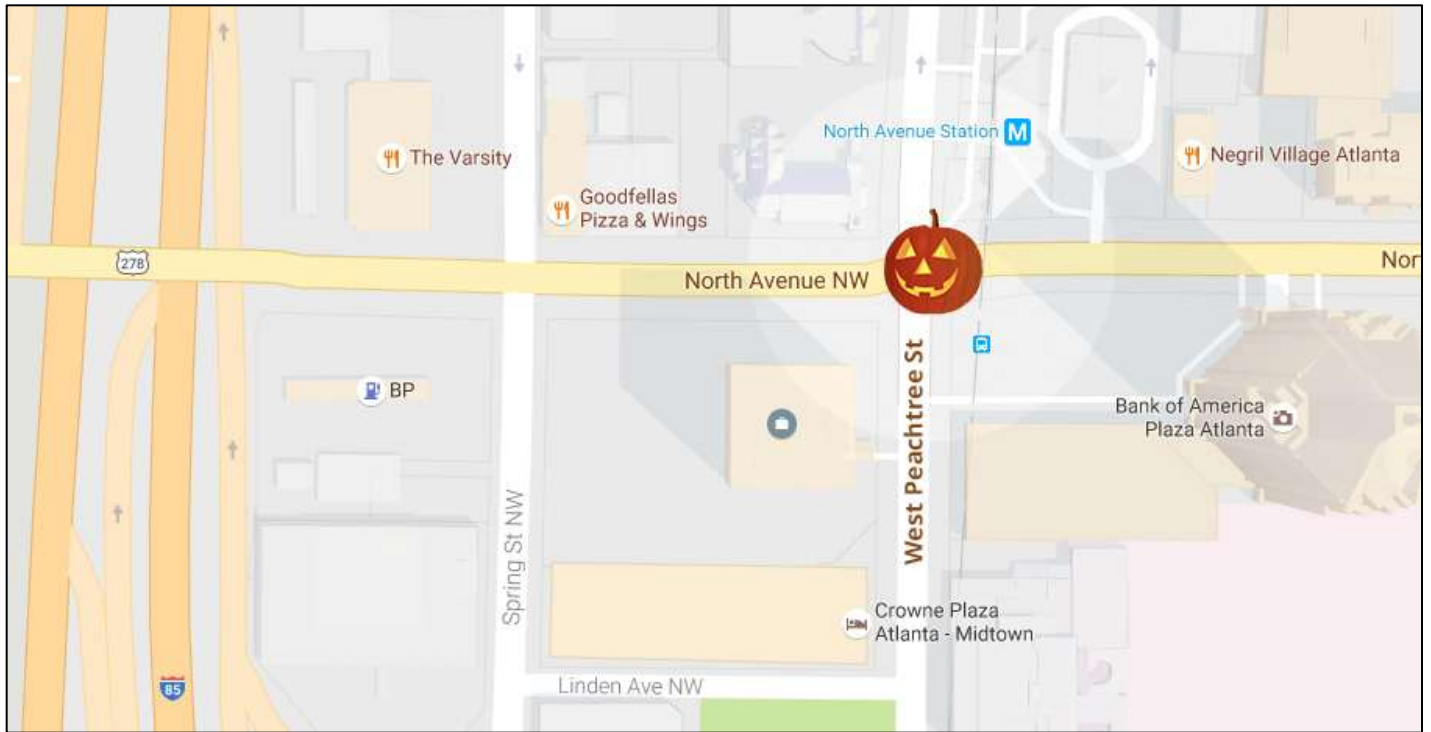 North Avenue Station M
The Varsity
Negril Village Atlanta
Goodfellas
Pizza & Wings
278
North Avenue NW
Nor
BP
West Peachtree St
Bank of America
Plaza Atlanta
Spring St NW
Crowne Plaza
Atlanta - Midtown
85
Linden Ave NW